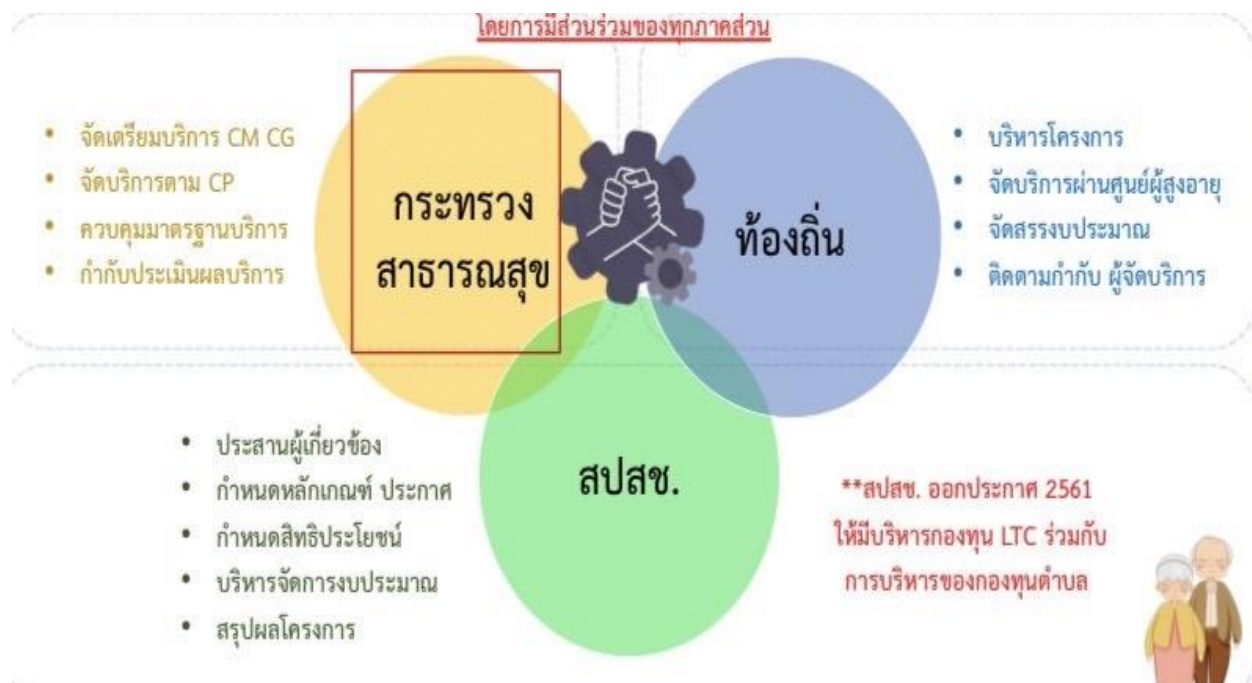 โดยการมีส่วนร่วมของทุกภาคส่วน
• จัดเตรียมบริการ CM CG
• จัดบริการตาม CP
• ควบคุมมาตรฐานบริการ
• กำกับประเมินผลบริการ
กระทรวง
สาธารณสุข
ท้องถิ่น
• บริหารโครงการ
• จัดบริการผ่านศูนย์ผู้สูงอายุ
• จัดสรรงบประมาณ
• ติดตามกำกับ ผู้จัดบริการ
• ประสานผู้เกี่ยวข้อง
• กำหนดหลักเกณฑ์ ประกาศ
• กำหนดสิทธิประโยชน์
• บริหารจัดการงบประมาณ
• สรุปผลโครงการ
สปสช.
**สปสช. ออกประกาศ 2561
ให้มีบริหารกองทุน LTC ร่วมกับ
การบริหารของกองทุนตำบล